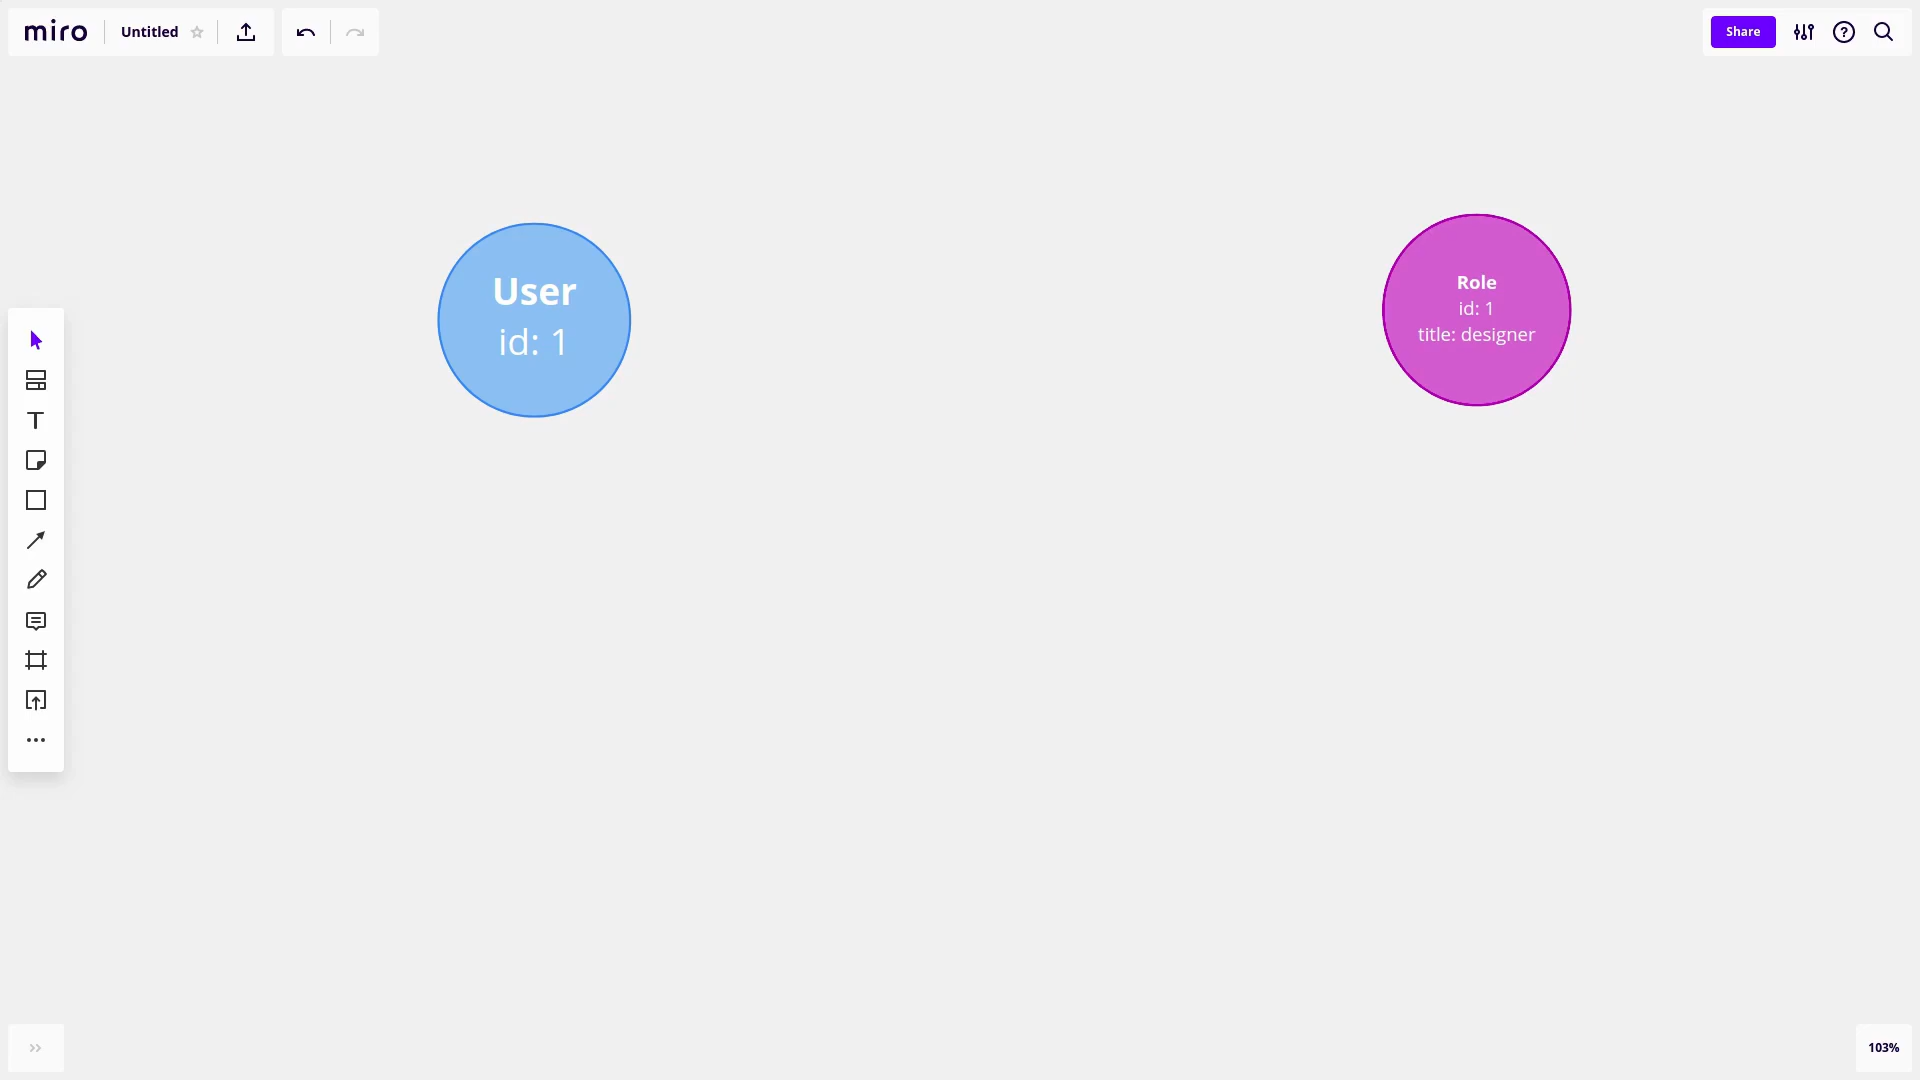 miro
Untitled
Share
User
id: 1
Role
id: 1
title: designer
103%